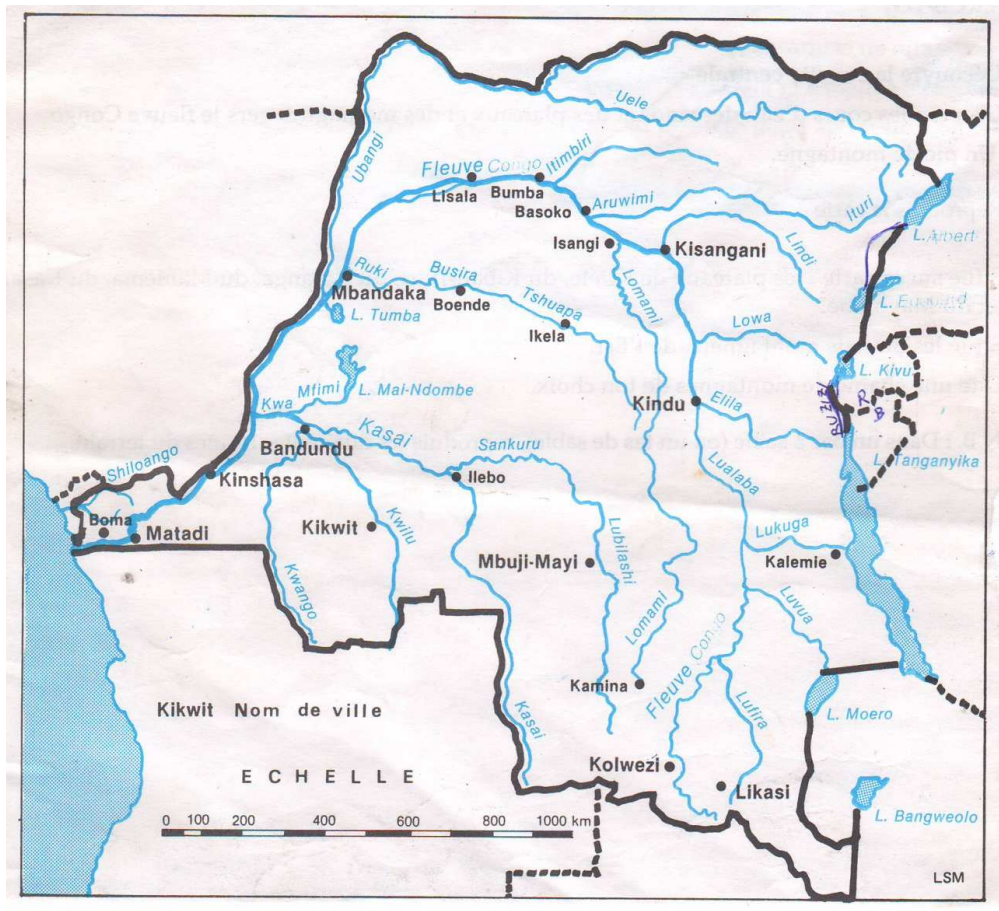 Découvre
montagne.
Uele
Ubangi
Fleuve Congo
Itimbiri
Lisala
Bumba
Basoko
Aruwimi
Ituri
L. Albert
Isangi
Kisangani
Lindi
Ruki
Busira
Lomami
Mbandaka
Boende
Tshuapa
L. Tumba
Ikela
Lowa
L. Kivu
Mfimi
L. Mai-Ndombe
Kwa
Kindu
Elila
RUZIZI
R
B
Kasai
Sankuru
Bandundu
Shiloango
Kinshasa
Ilebo
Lualaba
L. Tanganyika
Boma
Matadi
Kikwit
Kwilu
Lukuga
Kalemie
Mbuji-Mayi
Lubilashi
Kwango
Lomami
Luvua
Fleuve Congo
Kamina
Lufira
L. Moero
Kasai
Kikwit Nom de ville
Kolwezi
Likasi
ECHELLE
L. Bangweolo
0 100 200 400 600 800 1000 km
LSM